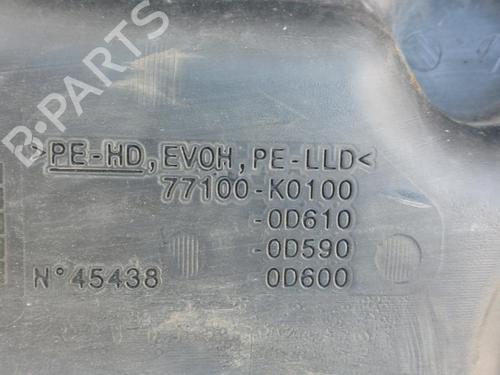 B-PARTS
>PE-HD, EVOH, PE-LLD<
77100-K0100
-0D610
-0D590
N°45438 0D600